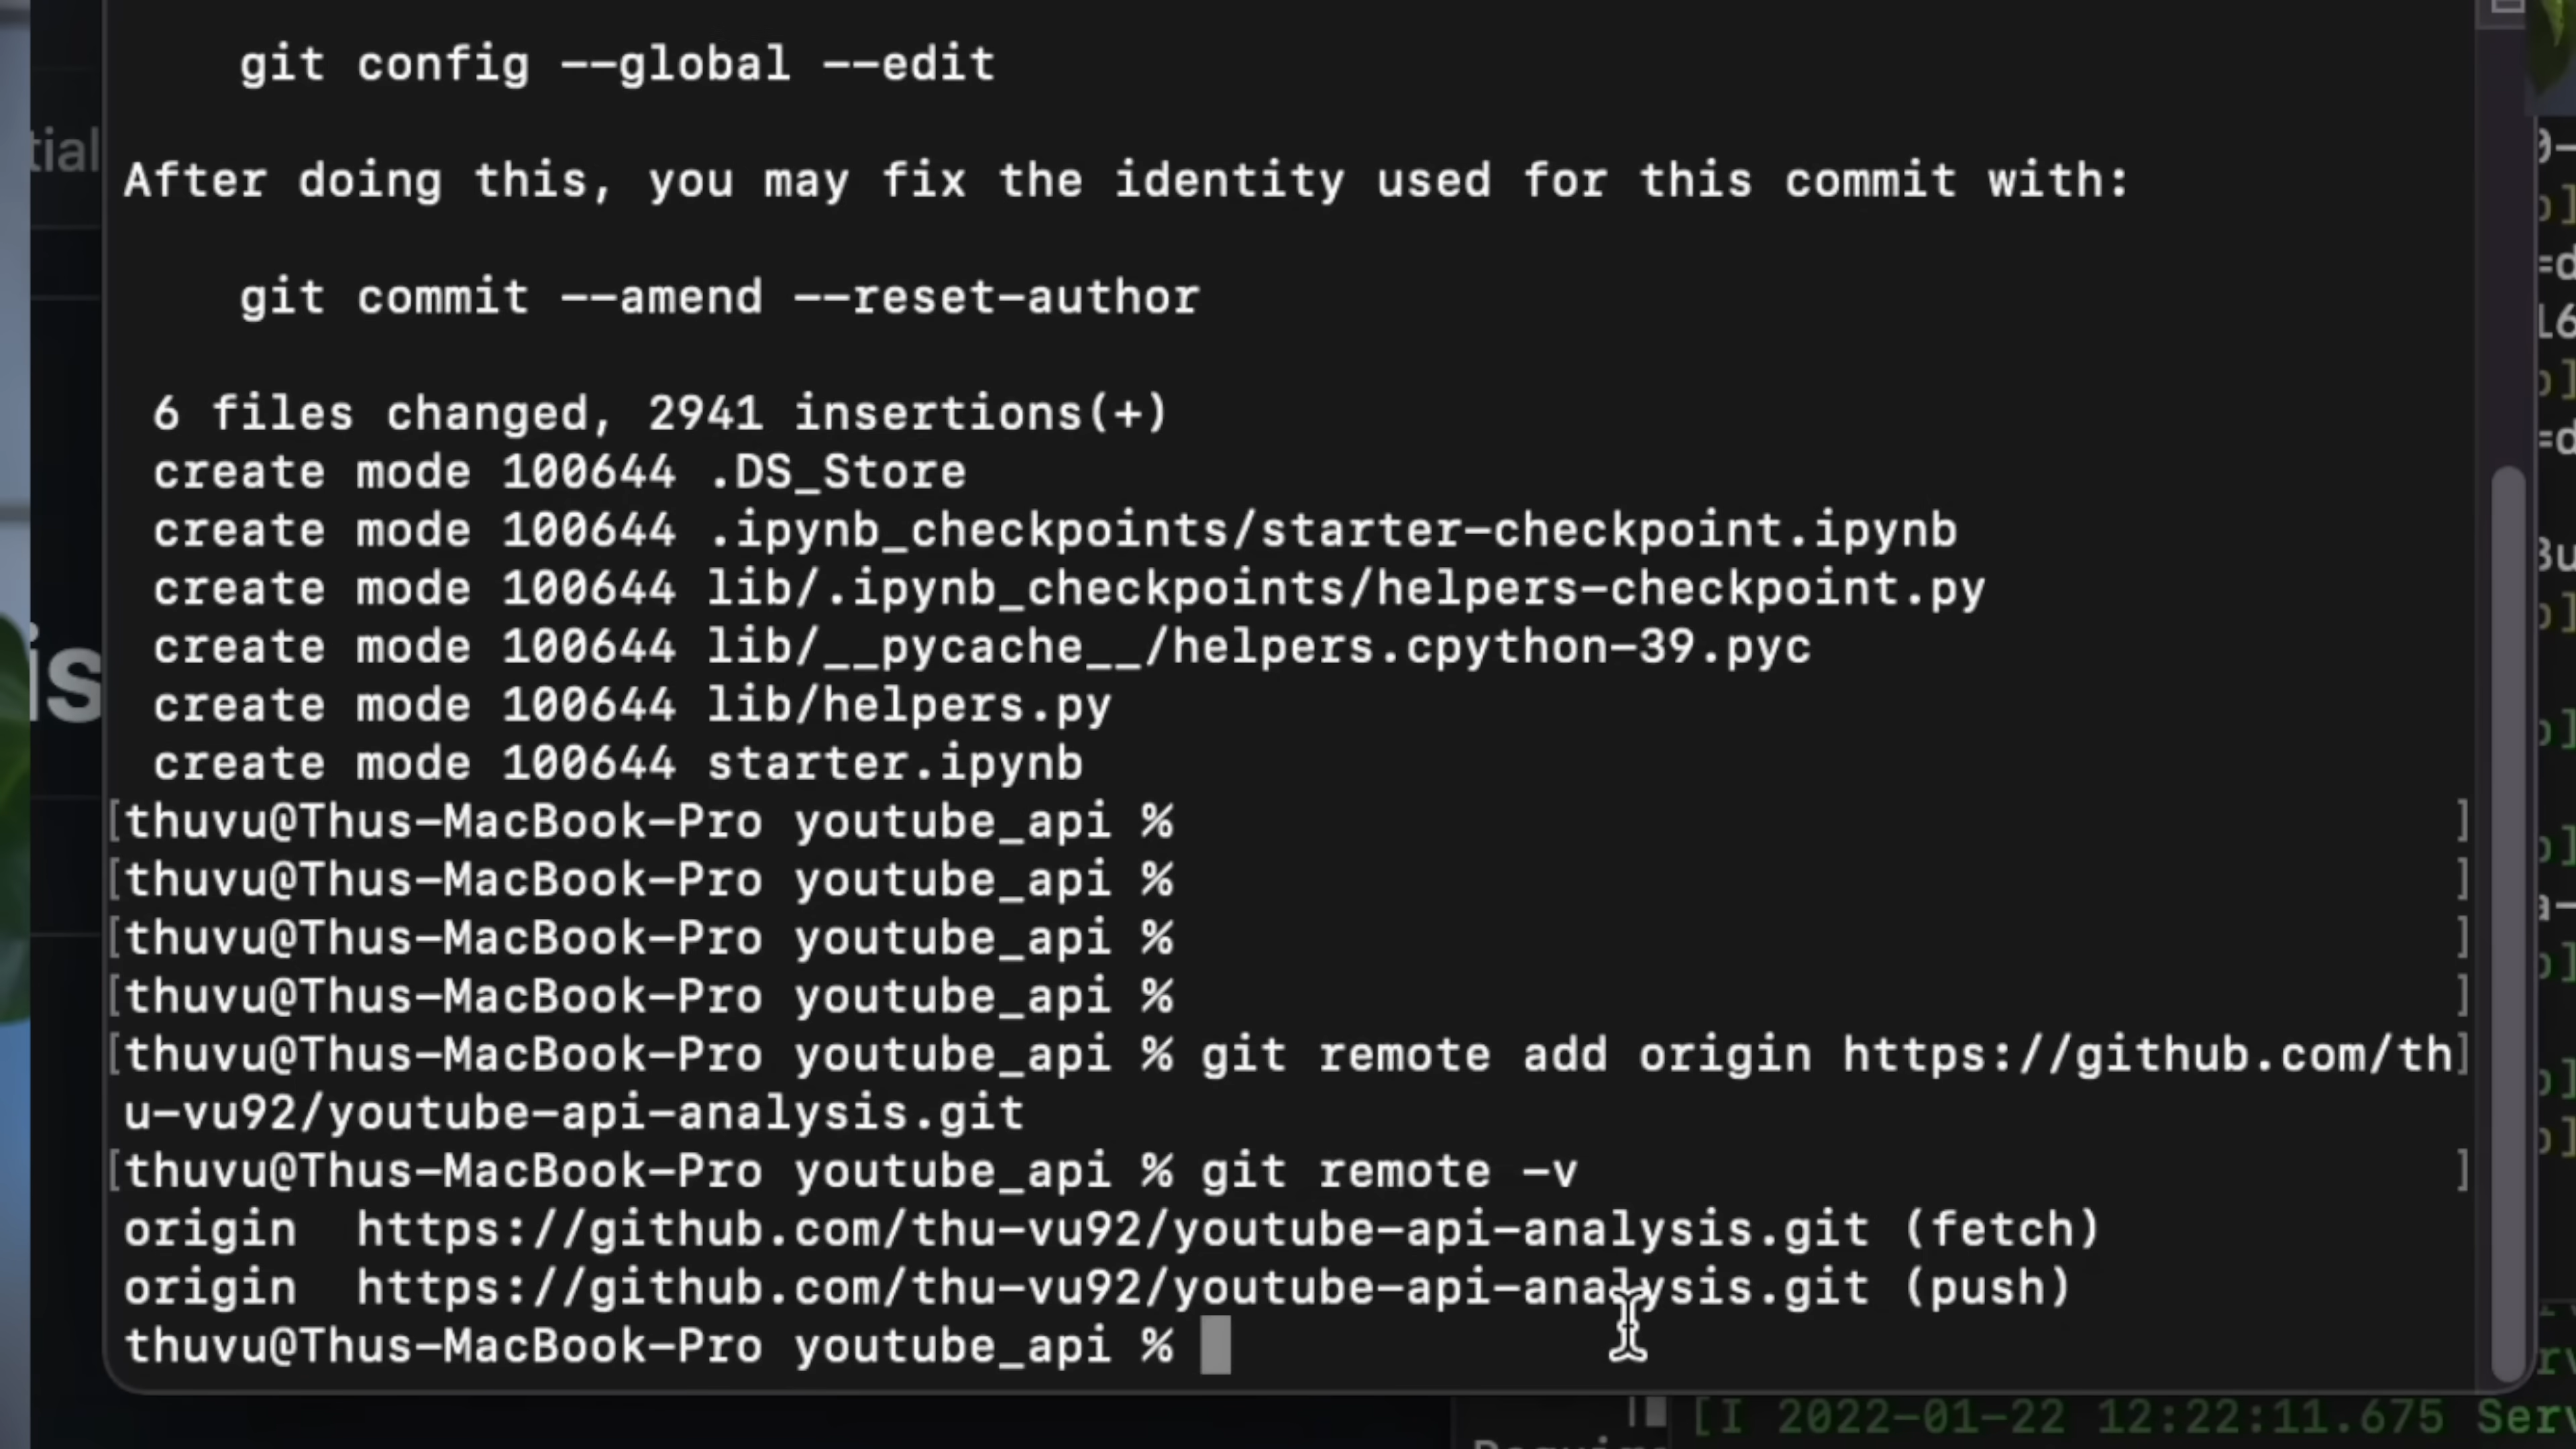 git config --global --edit
tial
After doing this, you may fix the identity used for this commit with:
git commit --amend --reset-author
6 files changed, 2941 insertions(+)
create mode 100644 .DS_Store
create mode 100644 .ipynb_checkpoints/starter-checkpoint.ipynb
create mode 100644 lib/.ipynb_checkpoints/helpers-checkpoint.py
create mode 100644 lib/__pycache__/helpers.cpython-39.pyc
is
create mode 100644 lib/helpers.py
create mode 100644 starter.ipynb
[thuvu@Thus-MacBook-Pro youtube_api % ]
[thuvu@Thus-MacBook-Pro youtube_api % ]
[thuvu@Thus-MacBook-Pro youtube_api % ]
[thuvu@Thus-MacBook-Pro youtube_api % ]
[thuvu@Thus-MacBook-Pro youtube_api % git remote add origin https://github.com/th]
u-vu92/youtube-api-analysis.git
[thuvu@Thus-MacBook-Pro youtube_api % git remote -v ]
origin  https://github.com/thu-vu92/youtube-api-analysis.git (fetch)
origin  https://github.com/thu-vu92/youtube-api-analysis.git (push)
thuvu@Thus-MacBook-Pro youtube_api %
[I 2022-01-22 12:22:11.675 Serv